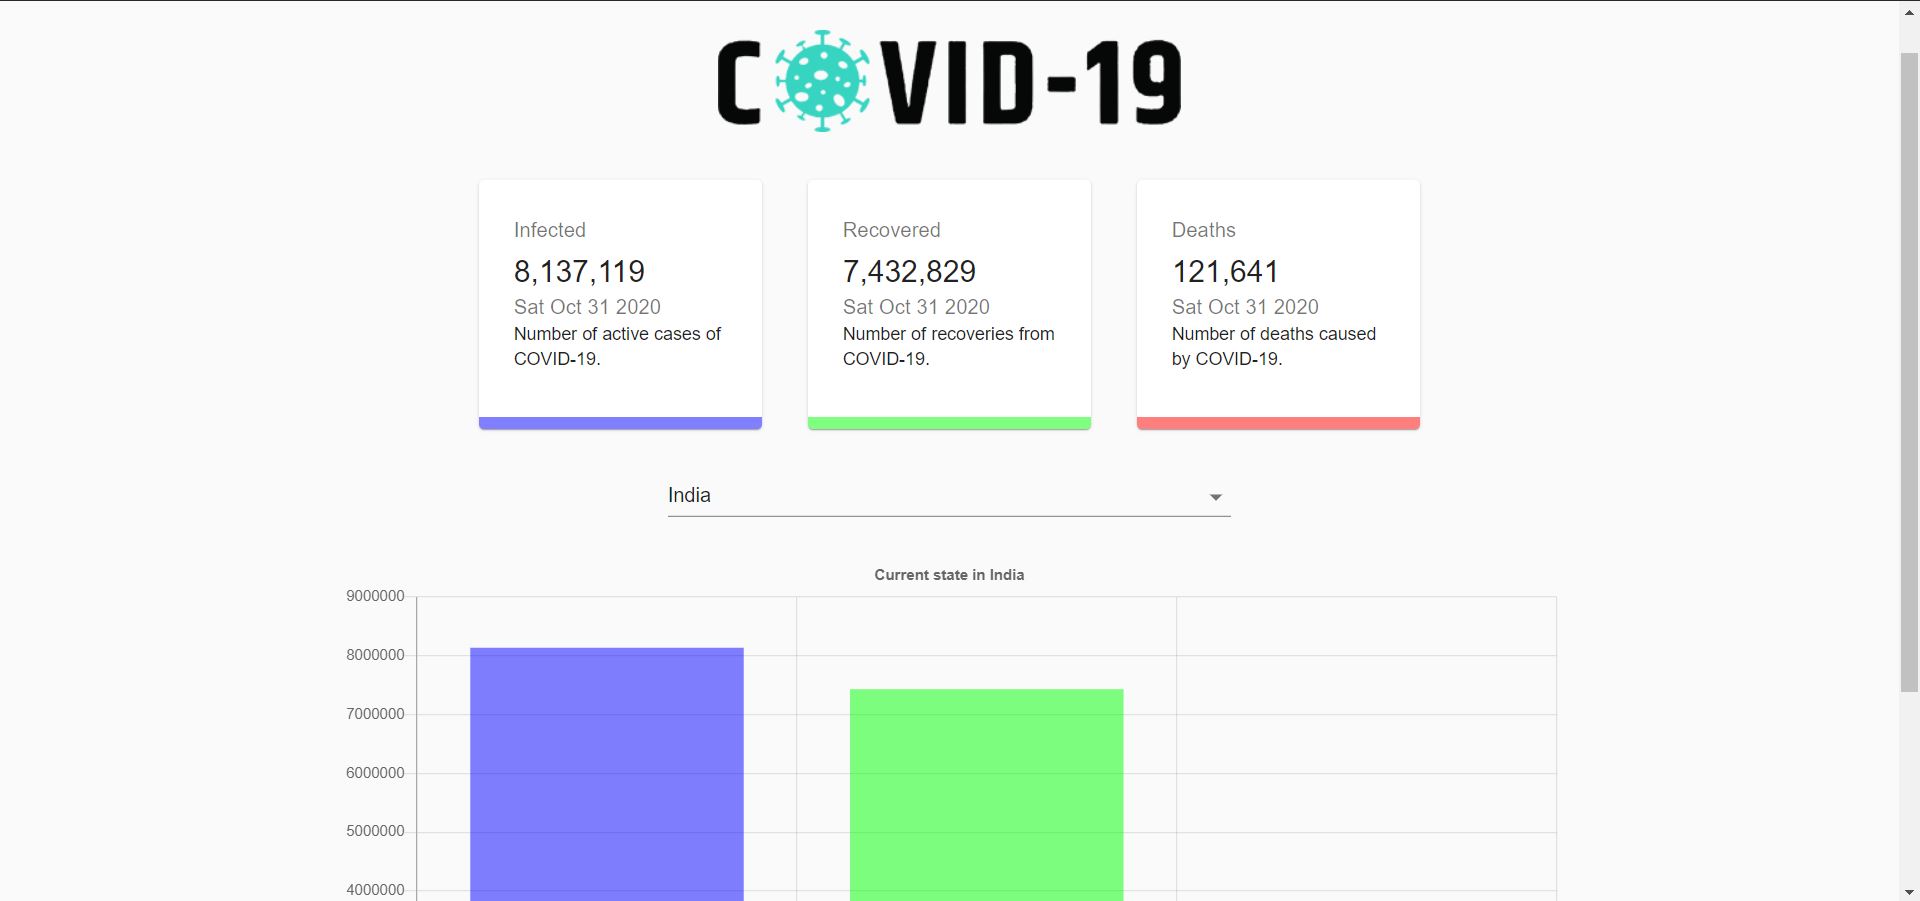 COVID-19
Infected
8,137,119
Sat Oct 31 2020
Number of active cases of
COVID-19.
Recovered
7,432,829
Sat Oct 31 2020
Number of recoveries from
COVID-19.
Deaths
121,641
Sat Oct 31 2020
Number of deaths caused
by COVID-19.
India
Current state in India
9000000
8000000
7000000
6000000
5000000
4000000